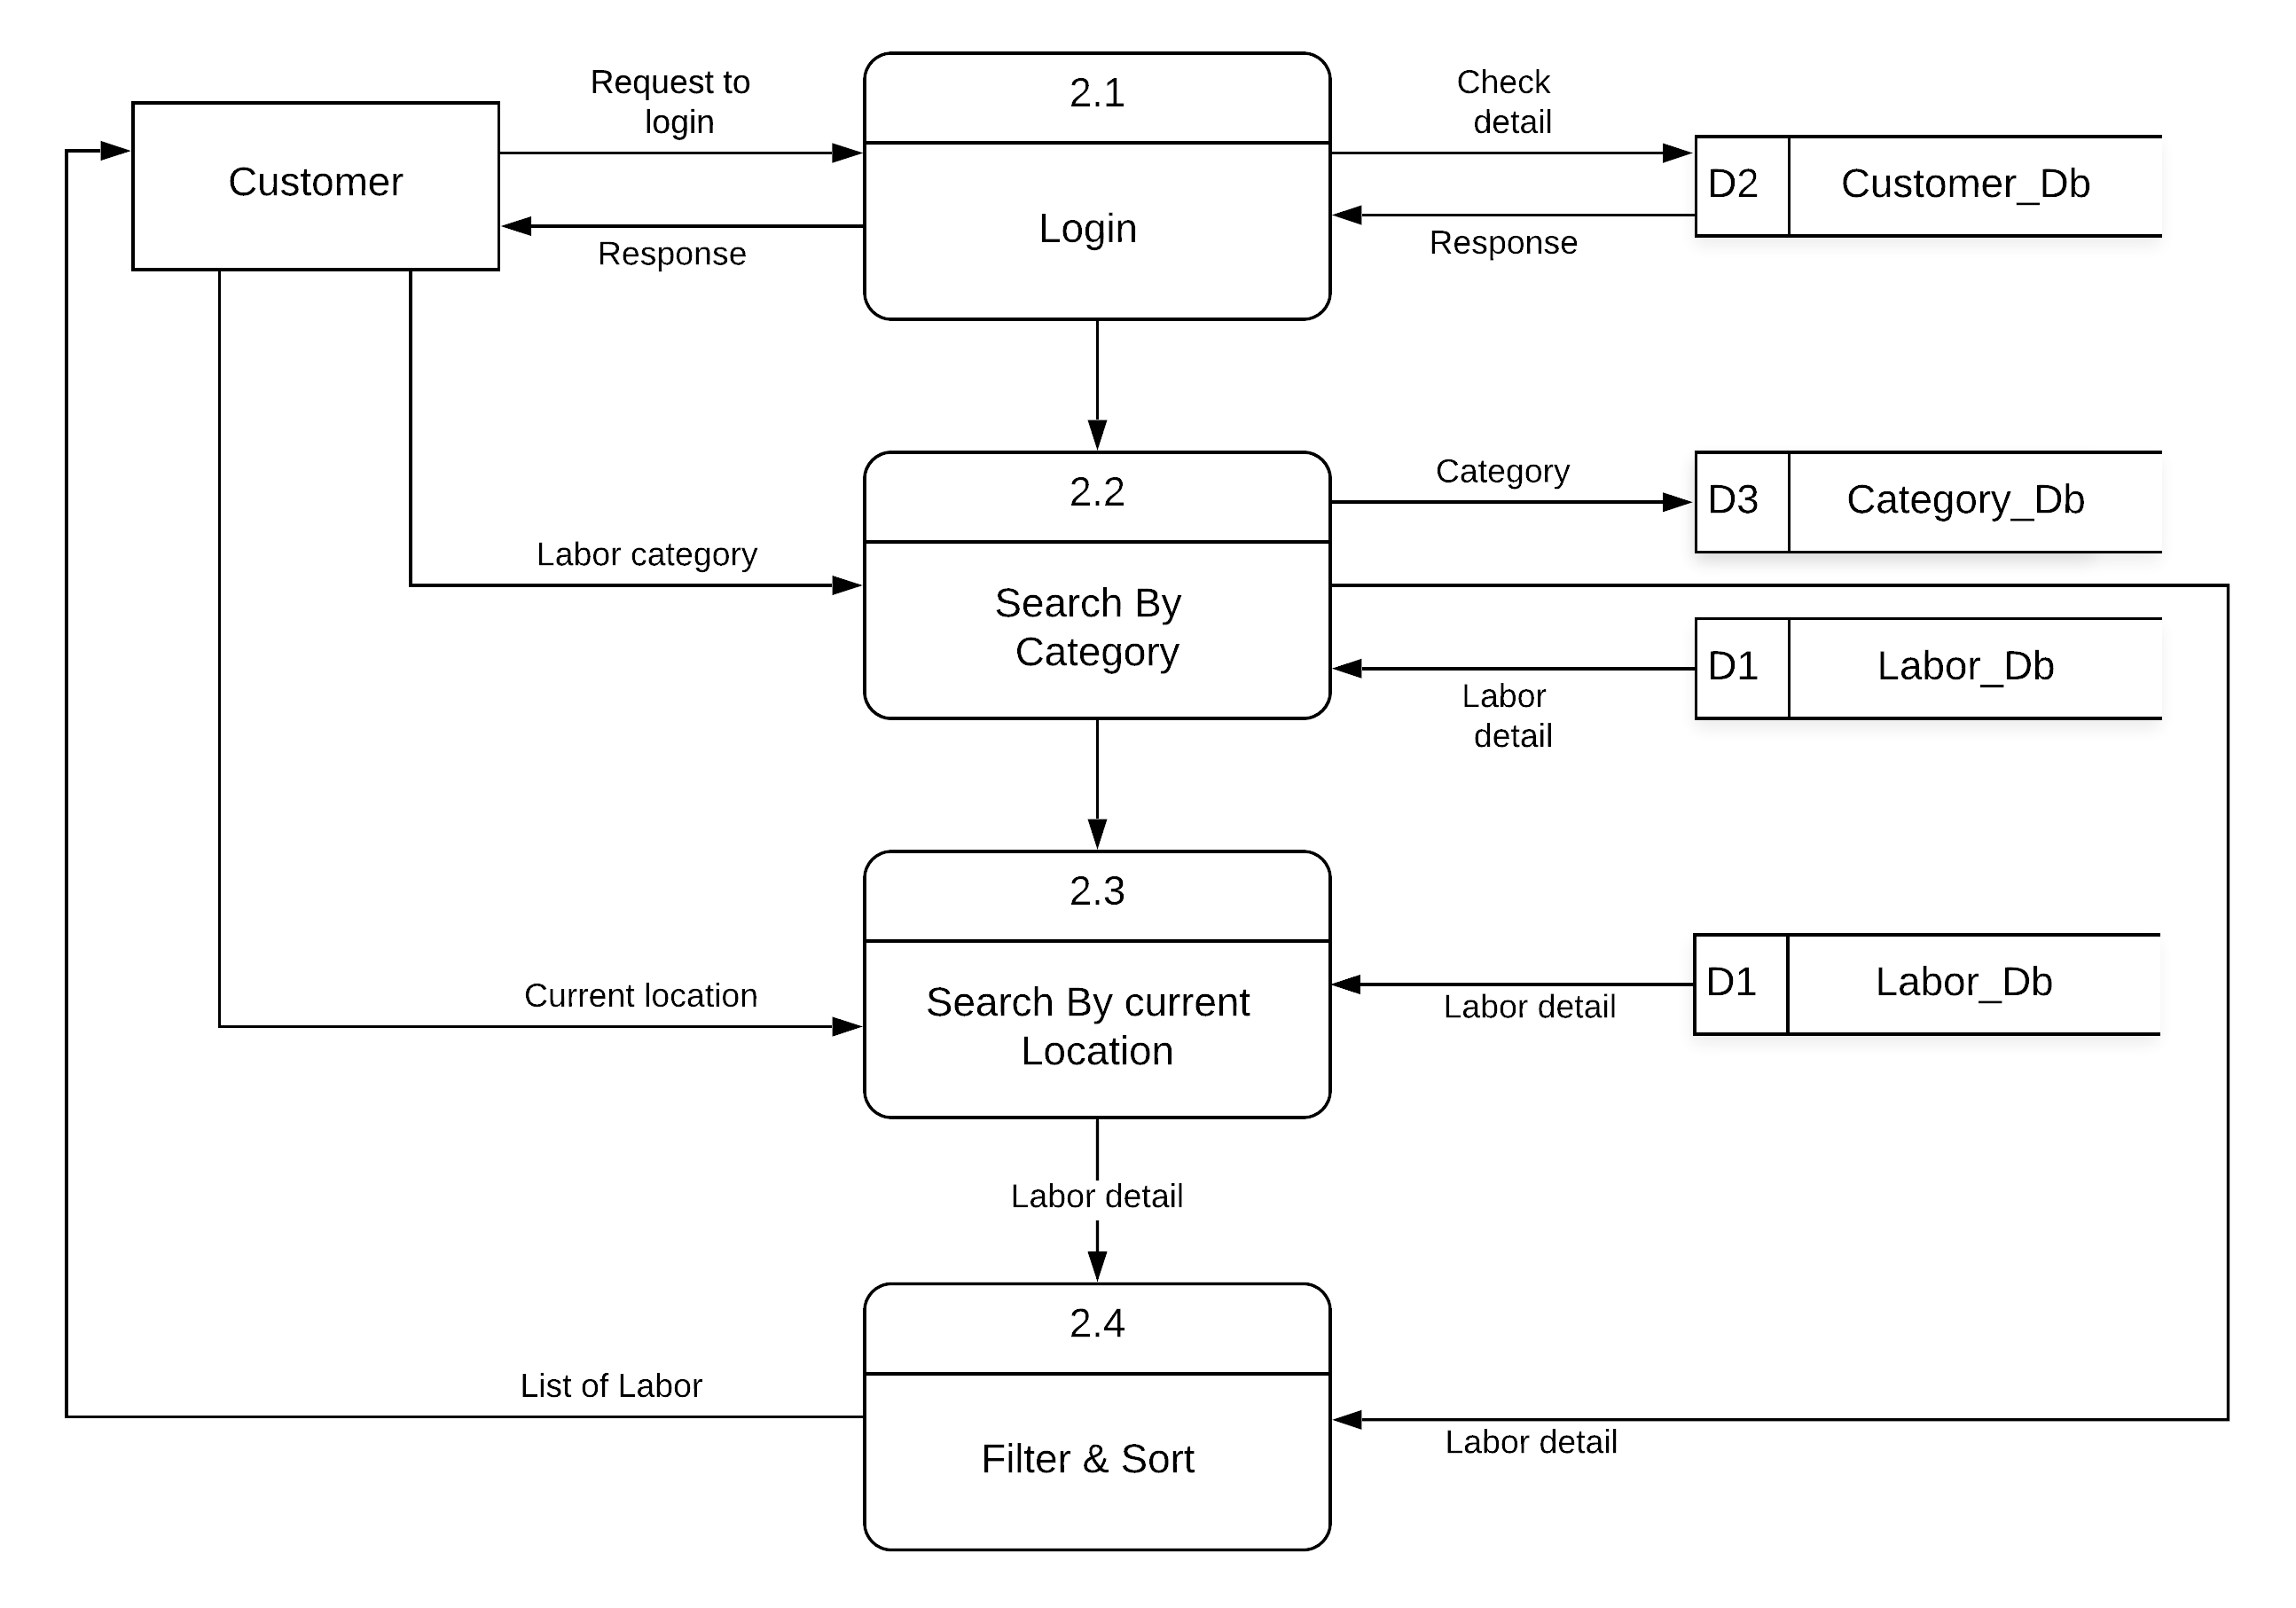 Request to
login
2.1
Check
detail
Customer
Login
D2
Customer_Db
Response
Response
2.2
Category
D3
Category_Db
Labor category
Search By
Category
D1
Labor_Db
Labor
detail
2.3
Current location
Search By current
Location
D1
Labor_Db
Labor detail
Labor detail
2.4
List of Labor
Filter & Sort
Labor detail